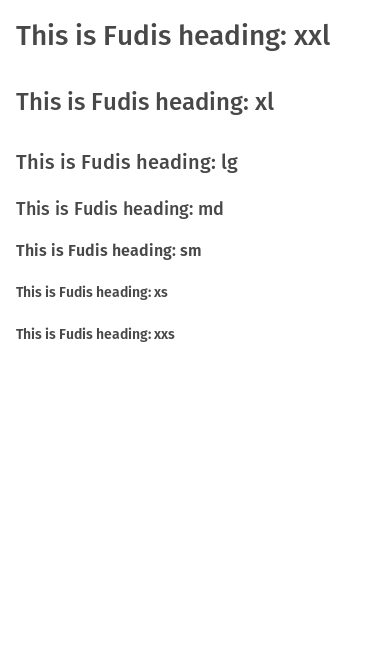 This is Fudis heading: xxl
This is Fudis heading: xl
This is Fudis heading: lg
This is Fudis heading: md
This is Fudis heading: sm
This is Fudis heading: xs
This is Fudis heading: xxs